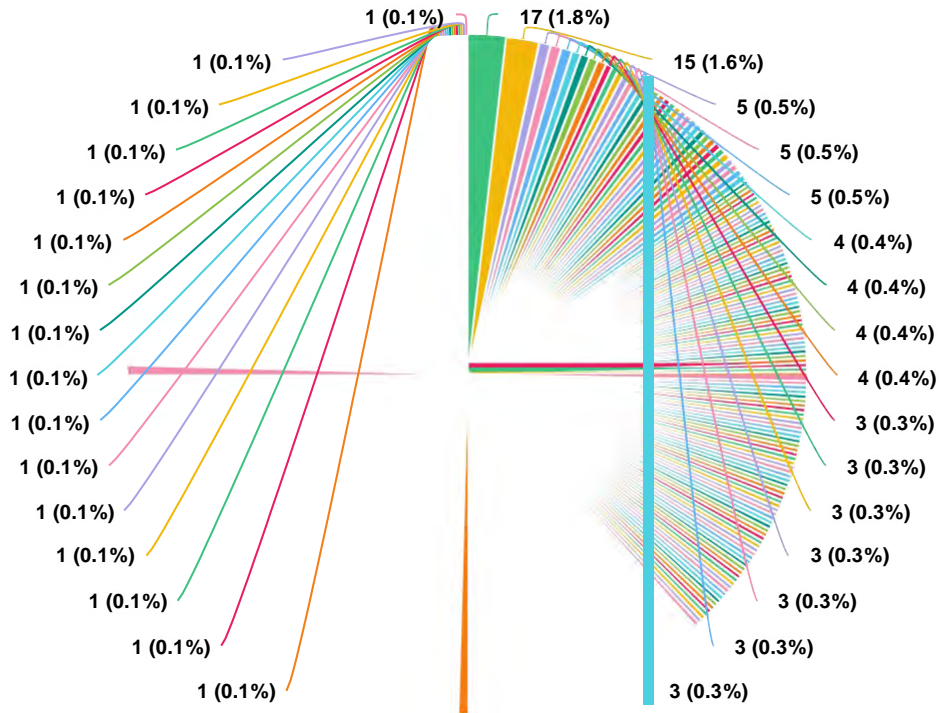 1 (0.1%) 17 (1.8%)
1 (0.1%) 15 (1.6%)
1 (0.1%) 5 (0.5%)
1 (0.1%) 5 (0.5%)
1 (0.1%) 5 (0.5%)
1 (0.1%) 4 (0.4%)
1 (0.1%) 4 (0.4%)
1 (0.1%) 4 (0.4%)
1 (0.1%) 4 (0.4%)
1 (0.1%) 3 (0.3%)
1 (0.1%) 3 (0.3%)
1 (0.1%) 3 (0.3%)
1 (0.1%) 3 (0.3%)
1 (0.1%) 3 (0.3%)
1 (0.1%) 3 (0.3%)
1 (0.1%) 3 (0.3%)